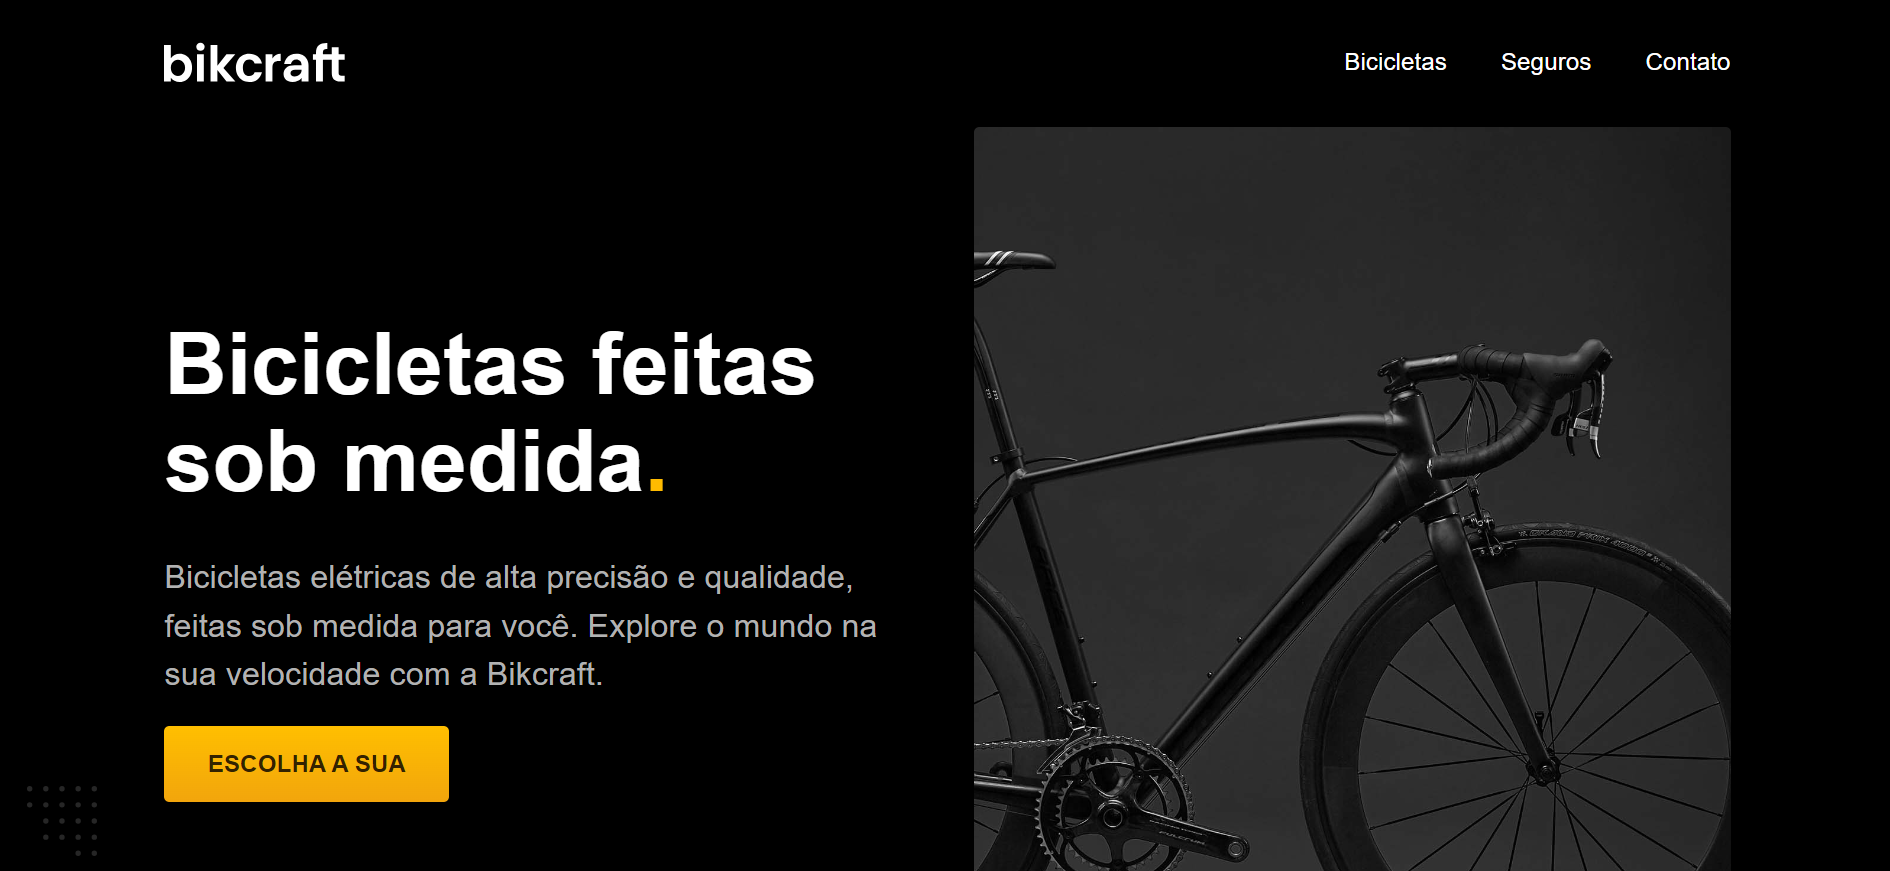 bikcraft
Bicicletas Seguros Contato
Bicicletas feitas
sob medida.
Bicicletas elétricas de alta precisão e qualidade,
feitas sob medida para você. Explore o mundo na
sua velocidade com a Bikcraft.
ESCOLHA A SUA